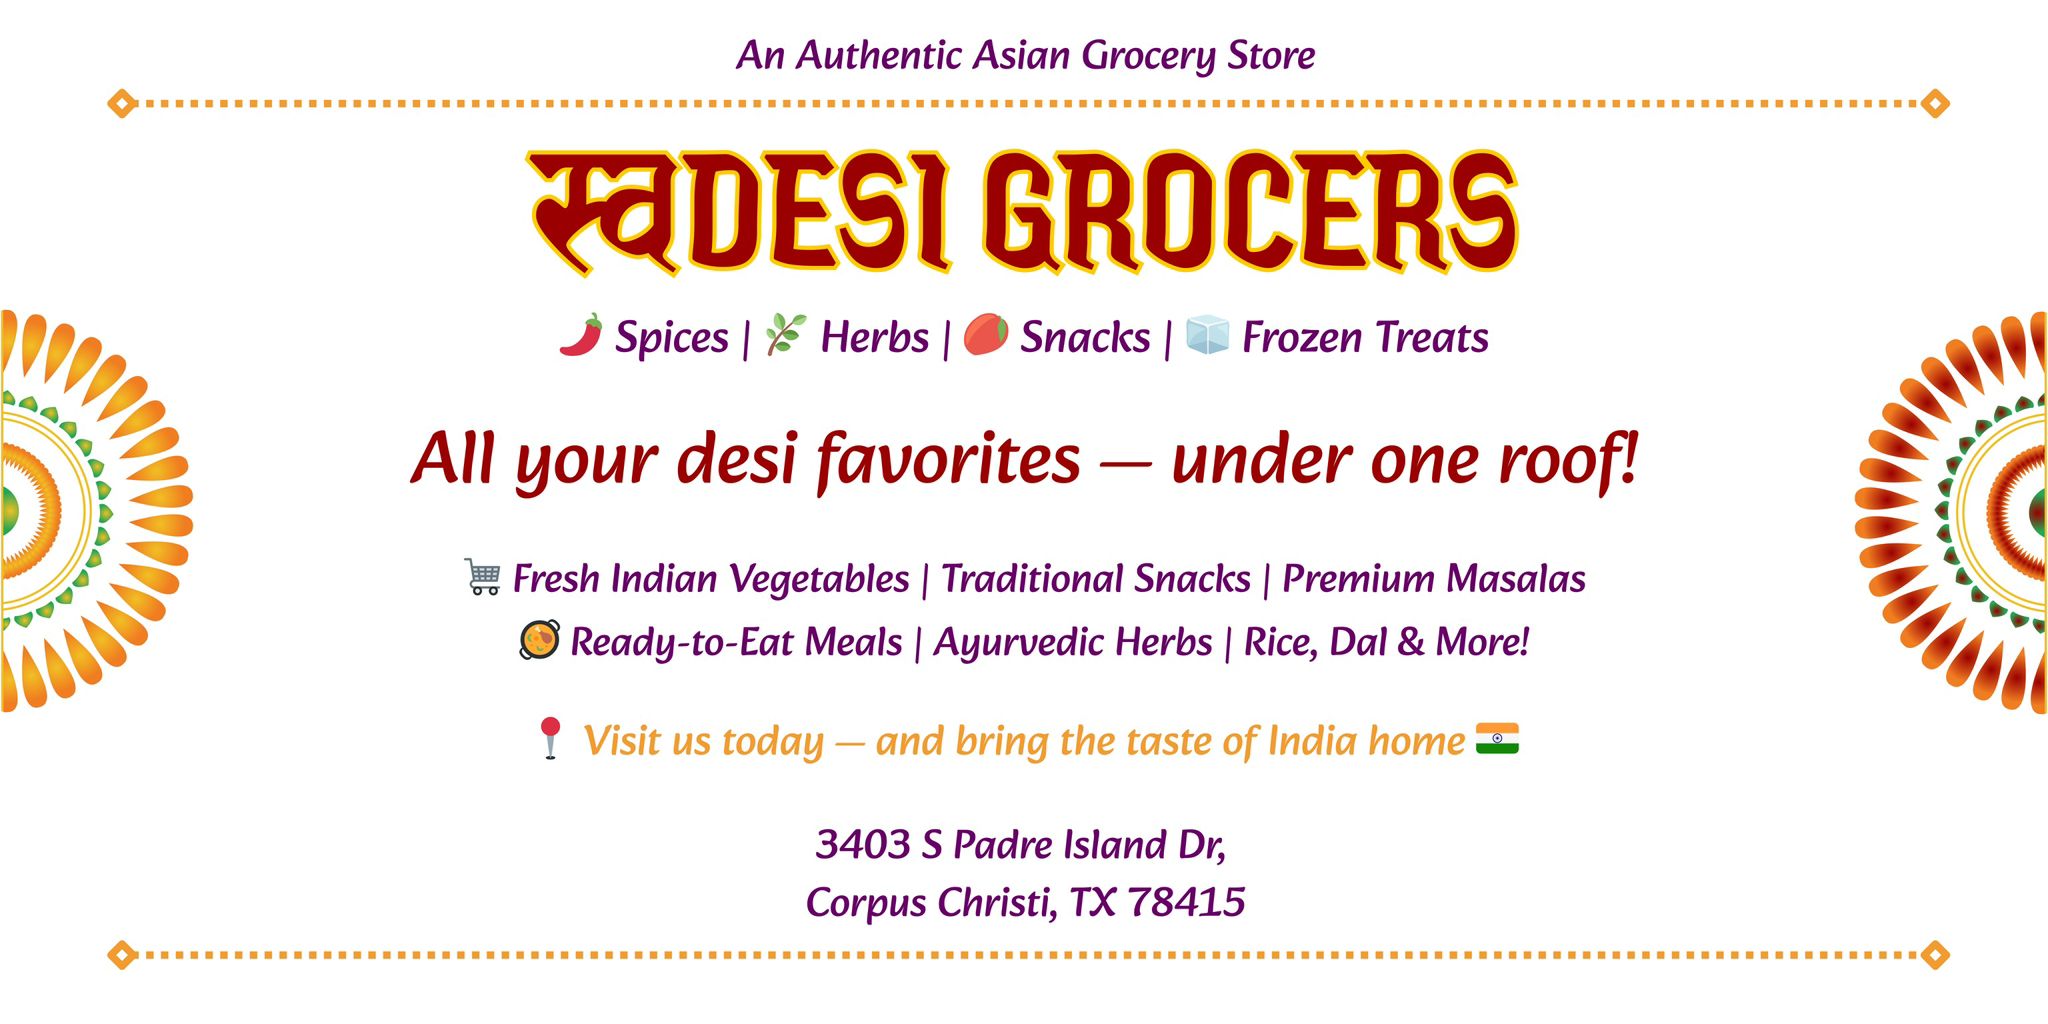 An Authentic Asian Grocery Store
स्वDESI GROCERS
🌶️ Spices | 🌿 Herbs | 🥭 Snacks | 🧊 Frozen Treats
All your desi favorites — under one roof!
🛒 Fresh Indian Vegetables | Traditional Snacks | Premium Masalas
🥘 Ready-to-Eat Meals | Ayurvedic Herbs | Rice, Dal & More!
📍 Visit us today — and bring the taste of India home 🇮🇳
3403 S Padre Island Dr,
Corpus Christi, TX 78415